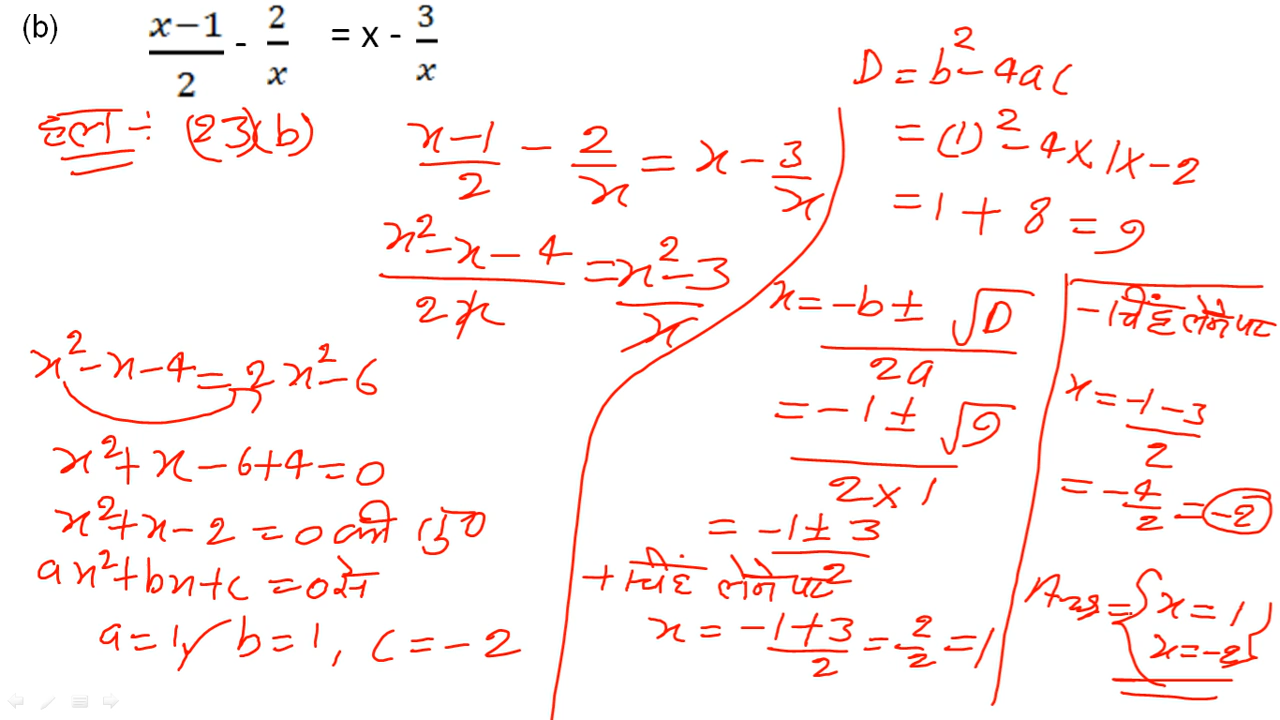 (b) x−1/2 - 2/x = x - 3/x
हल ÷ (23)(b)
x−1/2 − 2/x = x − 3/x
x²−x−4/2x = x²−3/x
x²−x−4 = 2x²−6
x²+x−6+4=0
x²+x−2=0 की
ax²+bx+c=0 से
a=1, b=1, c=−2
D = b²−4ac
= (1)²−4×1×−2
= 1+8 = 9
x = −b ± √D/2a
= −1 ± √9/2×1
= −1 ± 3/2
+ चिंह लेने पर
x = −1+3/2 = 2/2 = 1
− चिंह लेने पर
x = −1−3/2
= −4/2 = −2
Ans = {x=1
x=−2}